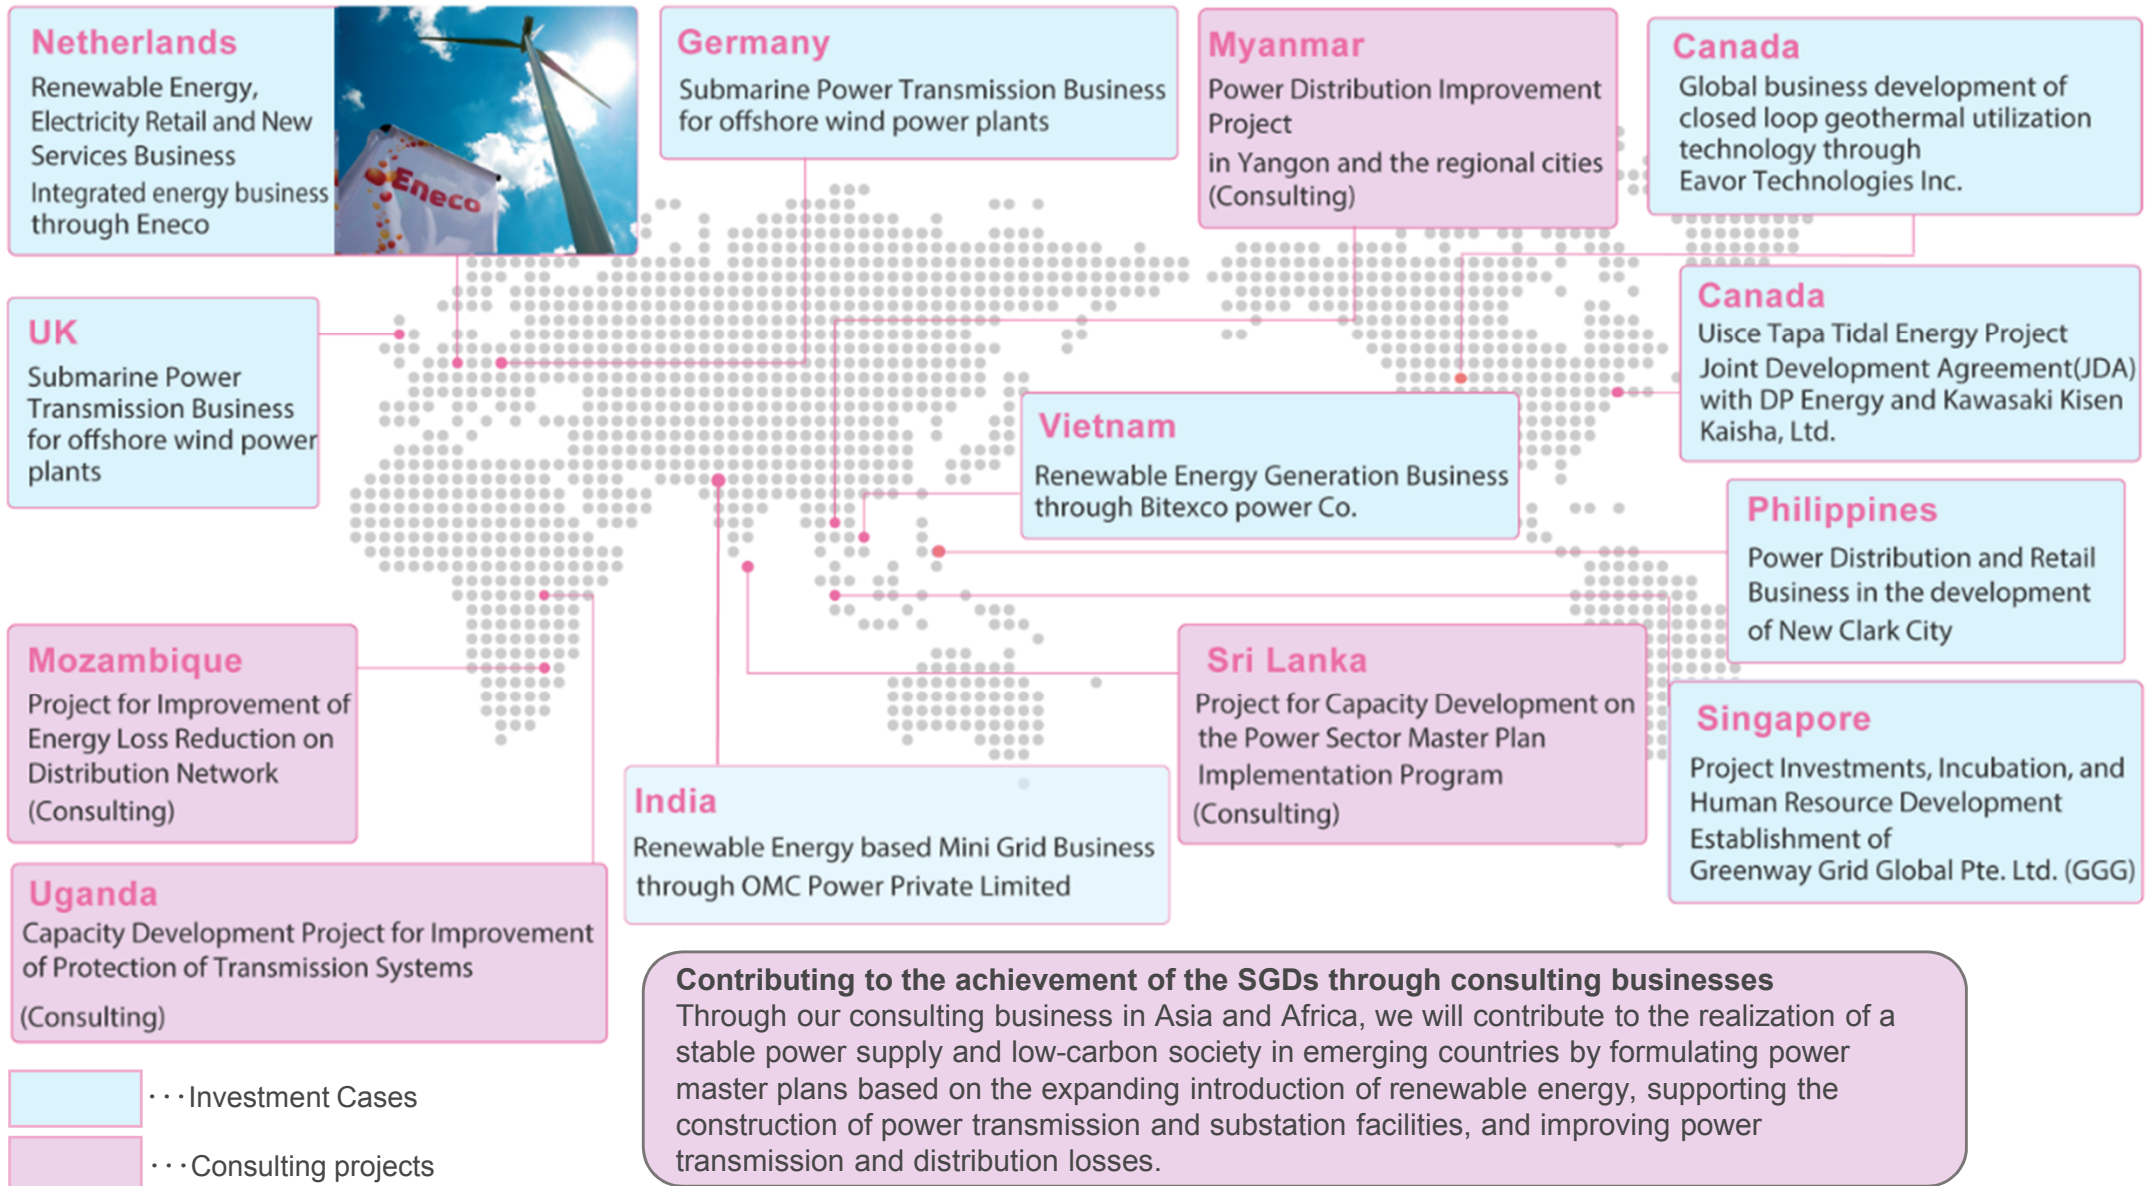 Netherlands
Renewable Energy,
Electricity Retail and New
Services Business
Integrated energy business
through Eneco
Eneco
Germany
Submarine Power Transmission Business
for offshore wind power plants
Myanmar
Power Distribution Improvement
Project
in Yangon and the regional cities
(Consulting)
Canada
Global business development of
closed loop geothermal utilization
technology through
Eavor Technologies Inc.
UK
Submarine Power
Transmission Business
for offshore wind power
plants
Canada
Uisce Tapa Tidal Energy Project
Joint Development Agreement(JDA)
with DP Energy and Kawasaki Kisen
Kaisha, Ltd.
Vietnam
Renewable Energy Generation Business
through Bitexco power Co.
Philippines
Power Distribution and Retail
Business in the development
of New Clark City
Mozambique
Project for Improvement of
Energy Loss Reduction on
Distribution Network
(Consulting)
Sri Lanka
Project for Capacity Development on
the Power Sector Master Plan
Implementation Program
(Consulting)
Singapore
Project Investments, Incubation, and
Human Resource Development
Establishment of
Greenway Grid Global Pte. Ltd. (GGG)
India
Renewable Energy based Mini Grid Business
through OMC Power Private Limited
Uganda
Capacity Development Project for Improvement
of Protection of Transmission Systems
(Consulting)
Contributing to the achievement of the SGDs through consulting businesses
Through our consulting business in Asia and Africa, we will contribute to the realization of a
stable power supply and low-carbon society in emerging countries by formulating power
master plans based on the expanding introduction of renewable energy, supporting the
construction of power transmission and substation facilities, and improving power
transmission and distribution losses.
･･･Investment Cases
･･･Consulting projects